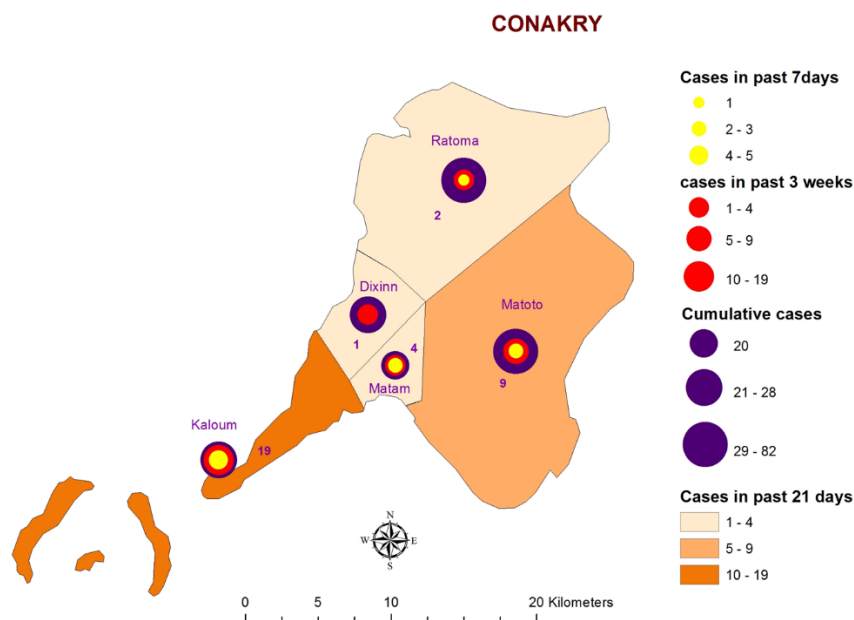 CONAKRY
Ratoma
2
Dixinn
1
4
Matam
Matoto
9
Kaloum
19
N
W E
S
0 5 10 20 Kilometers
Cases in past 7days
1
2 - 3
4 - 5
cases in past 3 weeks
1 - 4
5 - 9
10 - 19
Cumulative cases
20
21 - 28
29 - 82
Cases in past 21 days
1 - 4
5 - 9
10 - 19